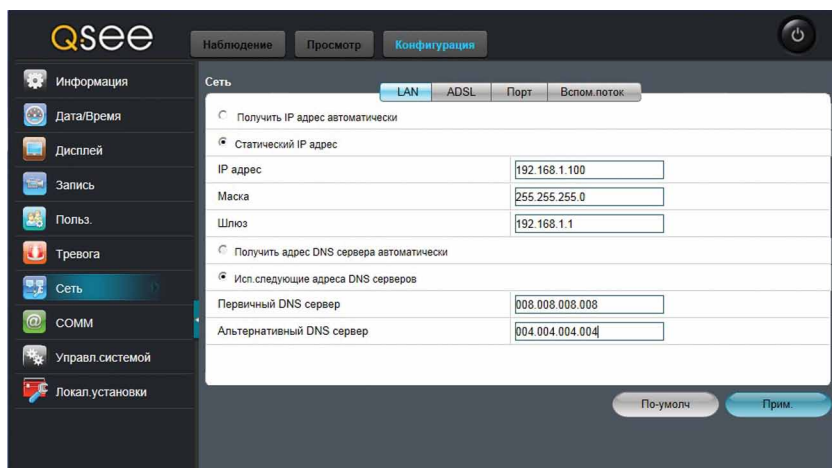 Qsee
Наблюдение Просмотр Конфигурация
Информация
Дата/Время
Дисплей
Запись
Польз.
Тревога
Сеть
COMM
Управл.системой
Локал.установки
Сеть
LAN ADSL Порт Вспом.поток
Получить IP адрес автоматически
Статический IP адрес
IP адрес 192.168.1.100
Маска 255.255.255.0
Шлюз 192.168.1.1
Получить адрес DNS сервера автоматически
Исп.следующие адреса DNS серверов
Первичный DNS сервер 008.008.008.008
Альтернативный DNS сервер 004.004.004.004
По-умолч Прим.